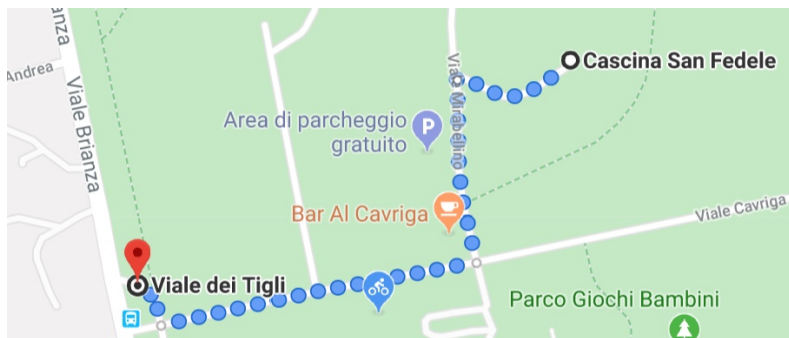 nza
Andrea
Viale Brianza
Cascina San Fedele
Viale Mirabellino
Area di parcheggio
gratuito
P
Bar Al Cavriga
Viale Cavriga
Viale dei Tigli
Parco Giochi Bambini